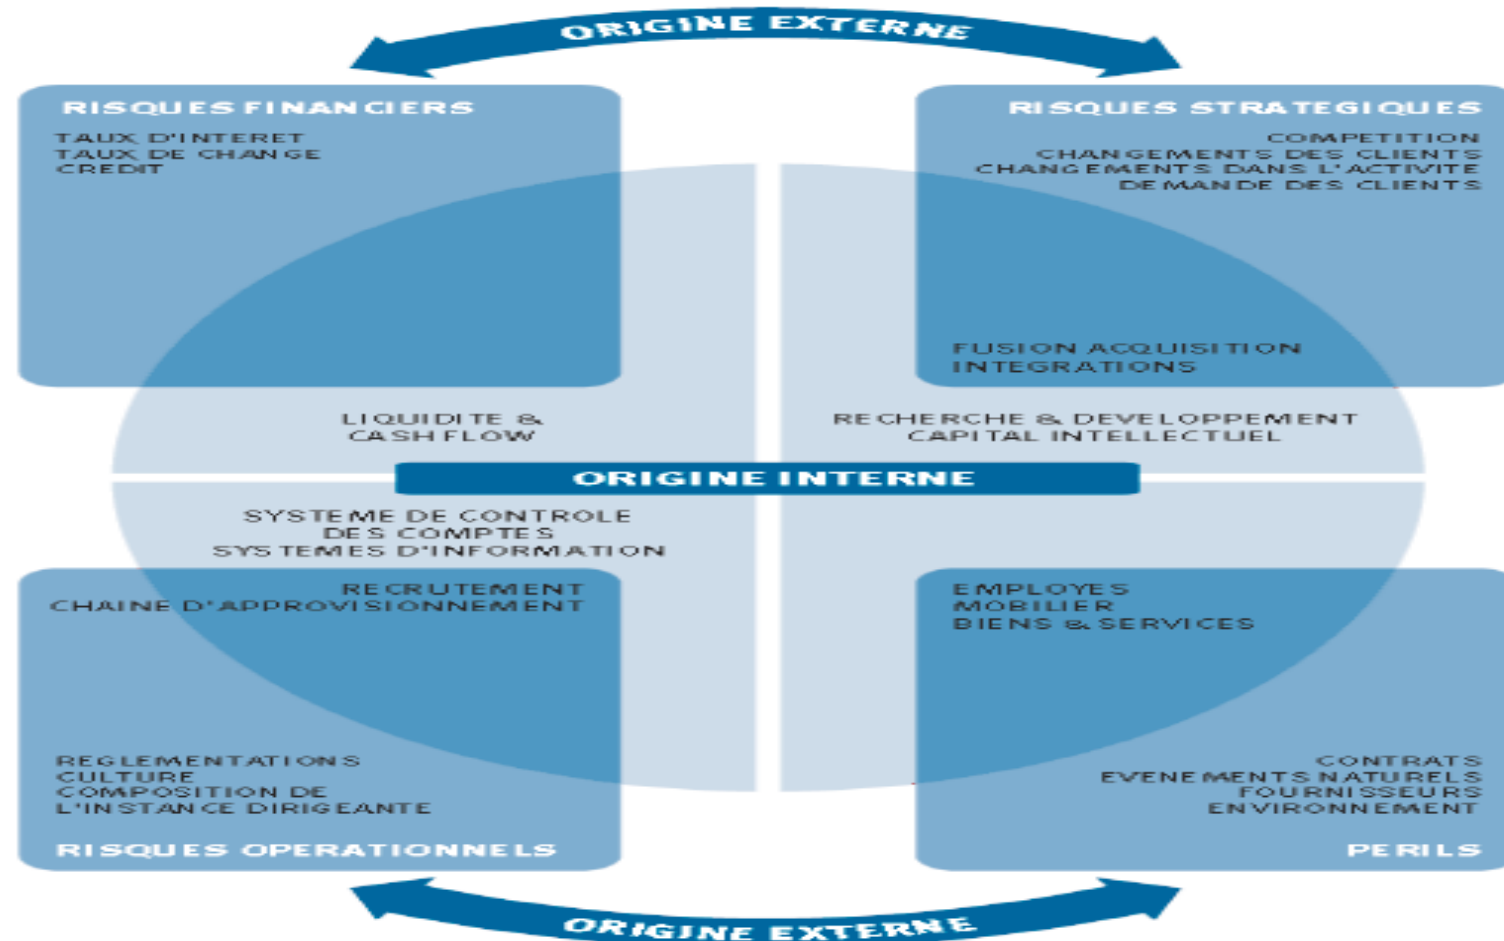 ORIGINE EXTERNE
RISQUES FINANCIERS
TAUX D'INTERET
TAUX DE CHANGE
CREDIT
RISQUES STRATEGIQUES
COMPETITION
CHANGEMENTS DES CLIENTS
CHANGEMENTS DANS L'ACTIVITE
DEMANDE DES CLIENTS
FUSION ACQUISITION
INTEGRATIONS
LIQUIDITE &
CASH FLOW
RECHERCHE & DEVELOPPEMENT
CAPITAL INTELLECTUEL
ORIGINE INTERNE
SYSTEME DE CONTROLE
DES COMPTES
SYSTEMES D'INFORMATION
RECRUTEMENT
CHAINE D'APPROVISIONNEMENT
EMPLOYES
MOBILIER
BIENS & SERVICES
REGLEMENTATIONS
CULTURE
COMPOSITION DE
L'INSTANCE DIRIGEANTE
RISQUES OPERATIONNELS
CONTRATS
EVENEMENTS NATURELS
FOURNISSEURS
ENVIRONNEMENT
PERILS
ORIGINE EXTERNE